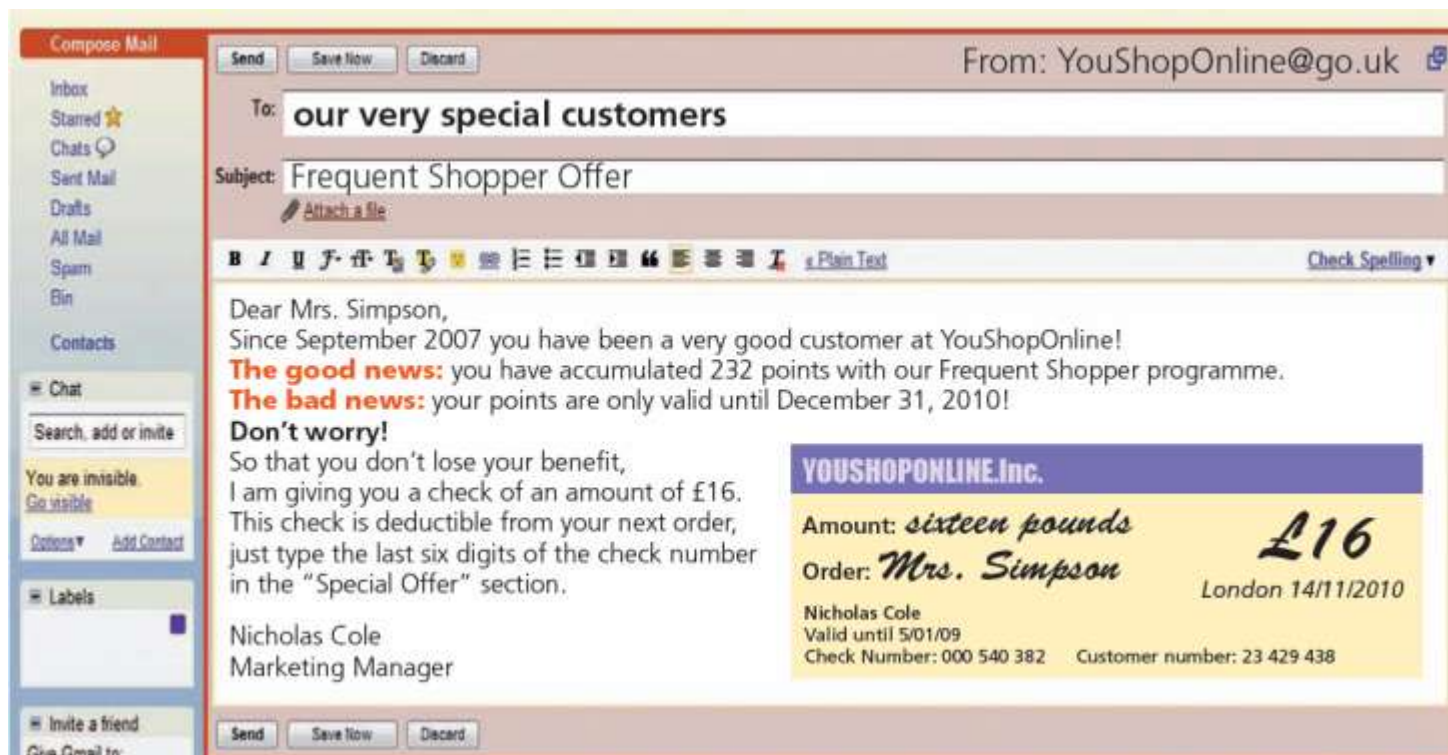 Compose Mail
Inbox
Starred
Chats
Sent Mail
Drafts
All Mail
Spam
Bin
Contacts
Chat
Search, add or invite
You are invisible.
Go visible
Options Add Contact
Labels
Invite a friend
Give Gmail to:
Send Save Now Discard From: YouShopOnline@go.uk
To: our very special customers
Subject: Frequent Shopper Offer
Attach a file
« Plain Text Check Spelling
Dear Mrs. Simpson,
Since September 2007 you have been a very good customer at YouShopOnline!
The good news: you have accumulated 232 points with our Frequent Shopper programme.
The bad news: your points are only valid until December 31, 2010!
Don't worry!
So that you don't lose your benefit,
I am giving you a check of an amount of £16.
This check is deductible from your next order,
just type the last six digits of the check number
in the “Special Offer” section.
Nicholas Cole
Marketing Manager
YOUSHOPONLINE.Inc.
Amount: sixteen pounds
£16
Order: Mrs. Simpson
London 14/11/2010
Nicholas Cole
Valid until 5/01/09
Check Number: 000 540 382 Customer number: 23 429 438
Send Save Now Discard